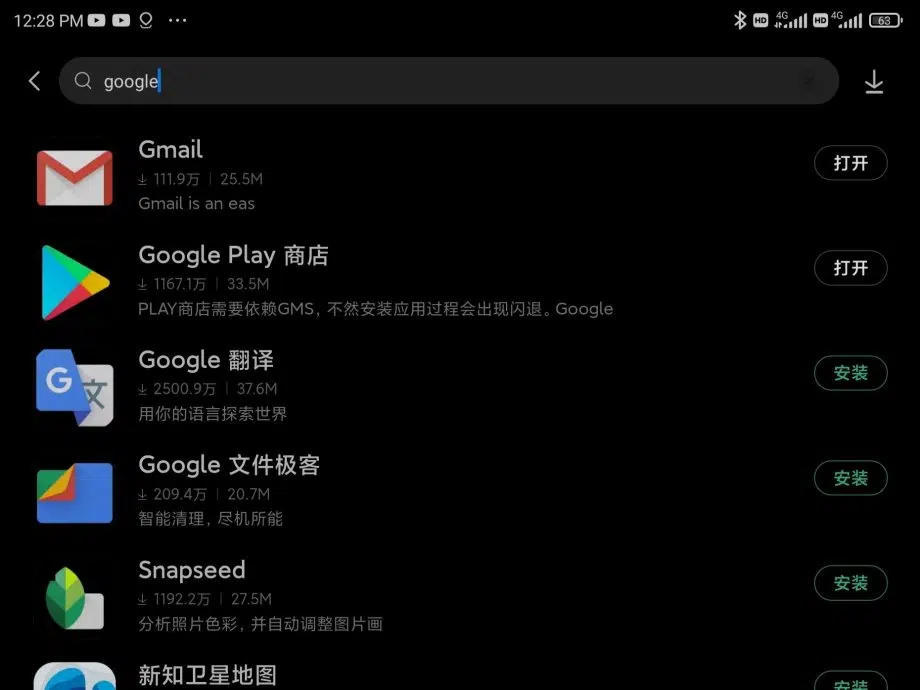 12:28 PM
HD 4G HD 4G 63
google
Gmail
打开
111.9万 | 25.5M
Gmail is an eas
Google Play 商店
打开
1167.1万 | 33.5M
PLAY商店需要依赖GMS，不然安装应用过程会出现闪退。Google
Google 翻译
安装
2500.9万 | 37.6M
用你的语言探索世界
Google 文件极客
安装
209.4万 | 20.7M
智能清理，尽机所能
Snapseed
安装
1192.2万 | 27.5M
分析照片色彩，并自动调整图片画
新知卫星地图
安装